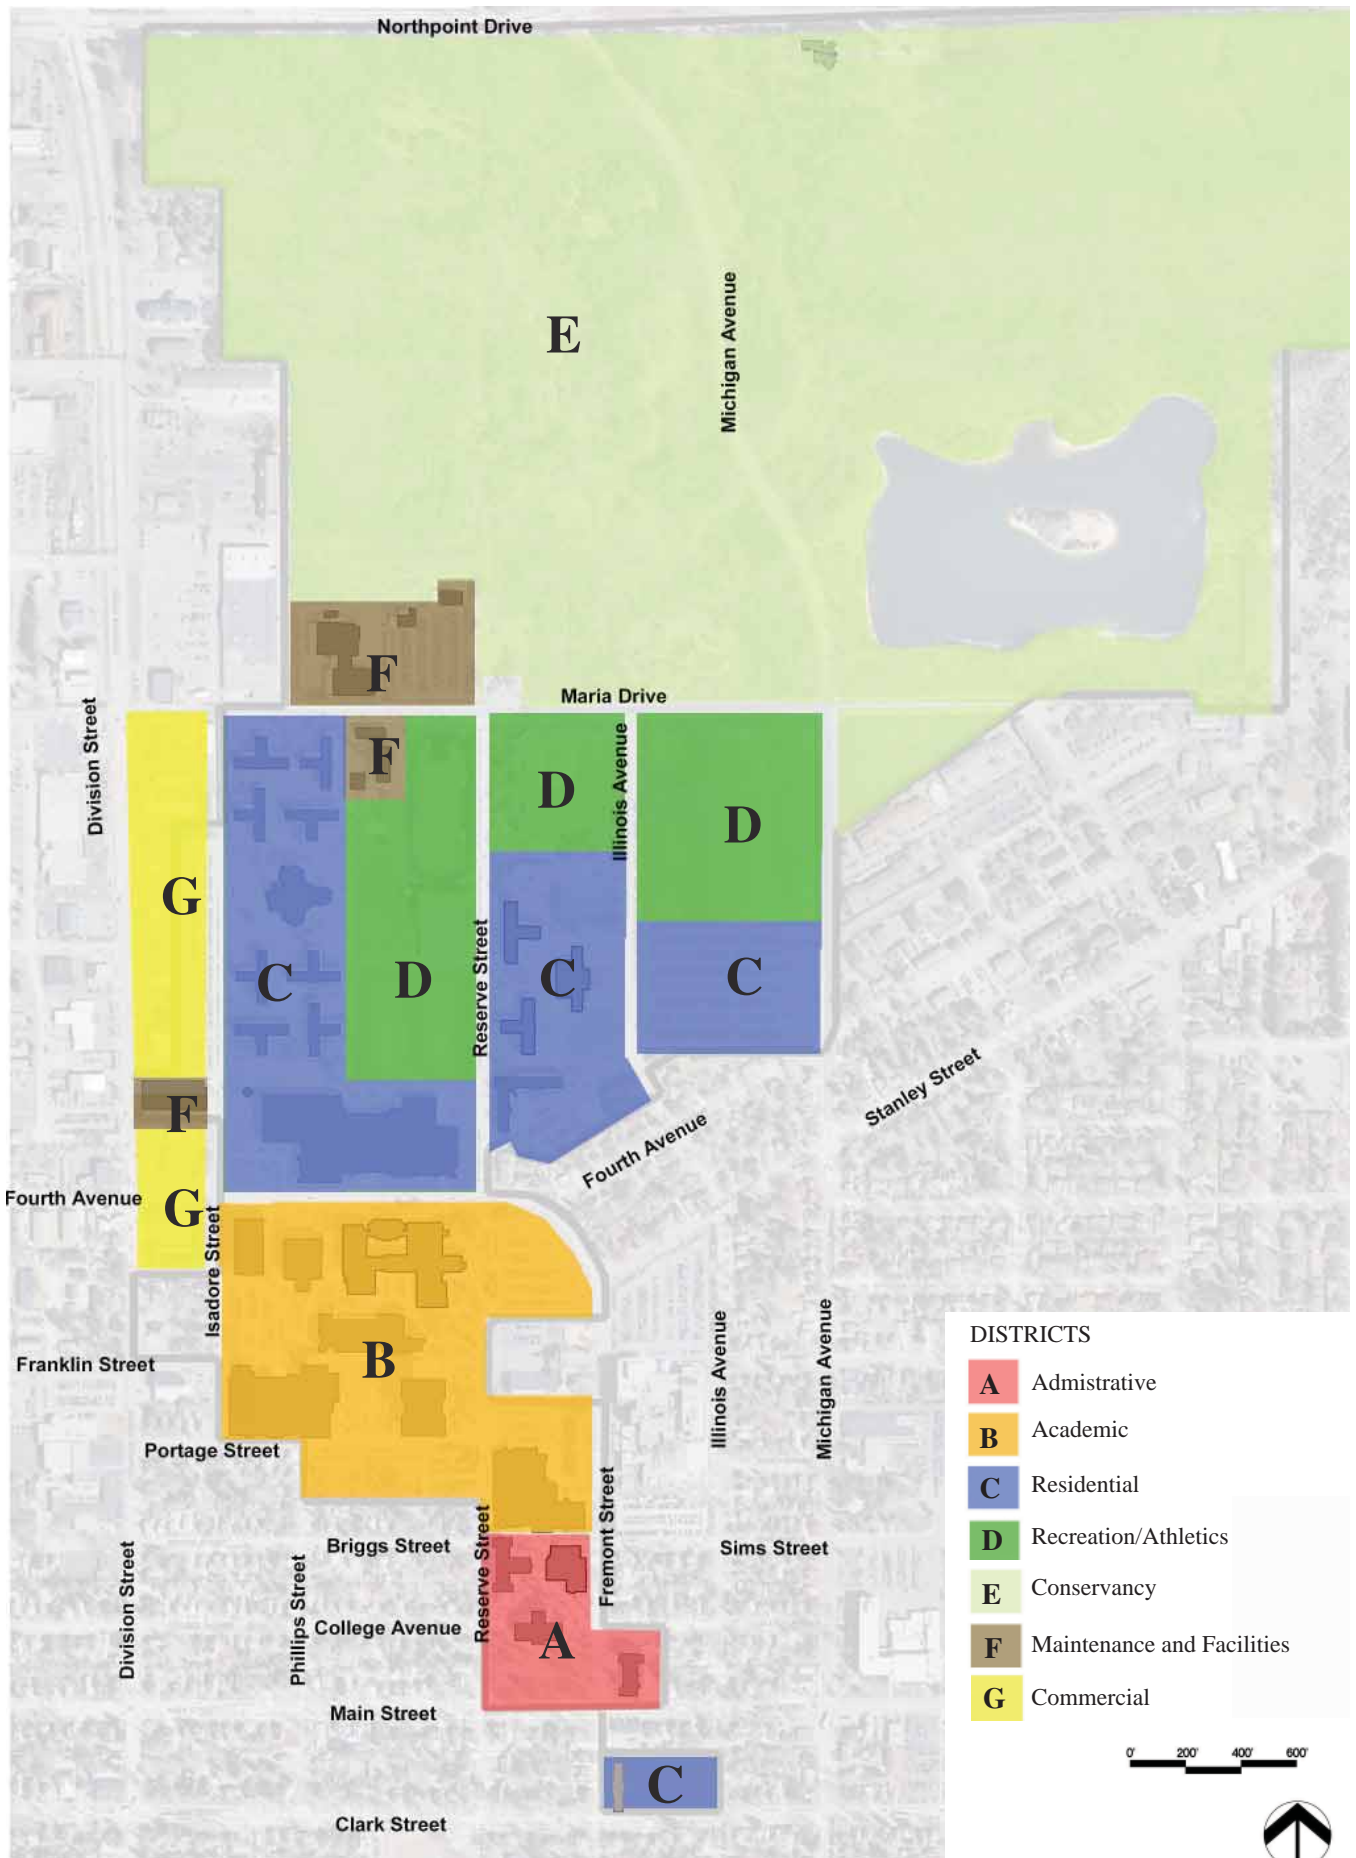 Northpoint Drive
E
Michigan Avenue
F
Maria Drive
Division Street
F
D
Illinois Avenue
D
G
C
D
Reserve Street
C
C
F
Stanley Street
Fourth Avenue
Fourth Avenue
G
Isadore Street
B
Franklin Street
Illinois Avenue
Michigan Avenue
Portage Street
Briggs Street
Reserve Street
Fremont Street
Sims Street
Division Street
Phillips Street
College Avenue
A
Main Street
C
Clark Street
DISTRICTS
A Admistrative
B Academic
C Residential
D Recreation/Athletics
E Conservancy
F Maintenance and Facilities
G Commercial
0' 200' 400' 600'